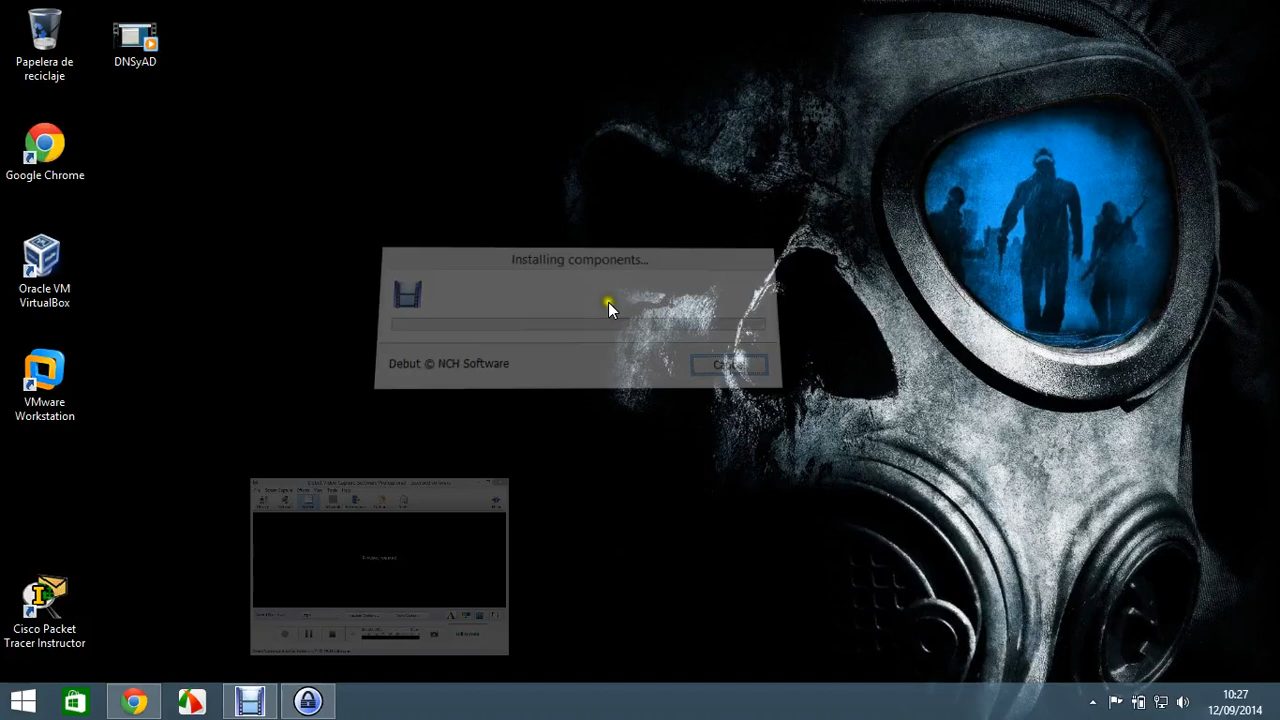 Papelera de
reciclaje
DNSyAD
Google Chrome
Oracle VM
VirtualBox
VMware
Workstation
Cisco Packet
Tracer Instructor
Installing components...
Debut © NCH Software
10:27
12/09/2014